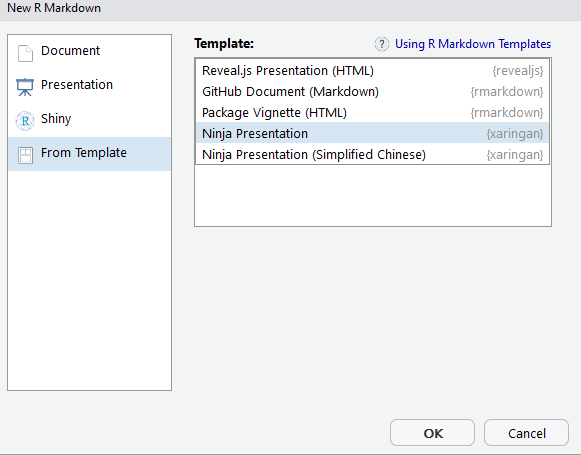 New R Markdown
Document
Presentation
Shiny
From Template
Template:
? Using R Markdown Templates
Reveal.js Presentation (HTML) {revealjs}
GitHub Document (Markdown) {rmarkdown}
Package Vignette (HTML) {rmarkdown}
Ninja Presentation {xaringan}
Ninja Presentation (Simplified Chinese) {xaringan}
OK Cancel